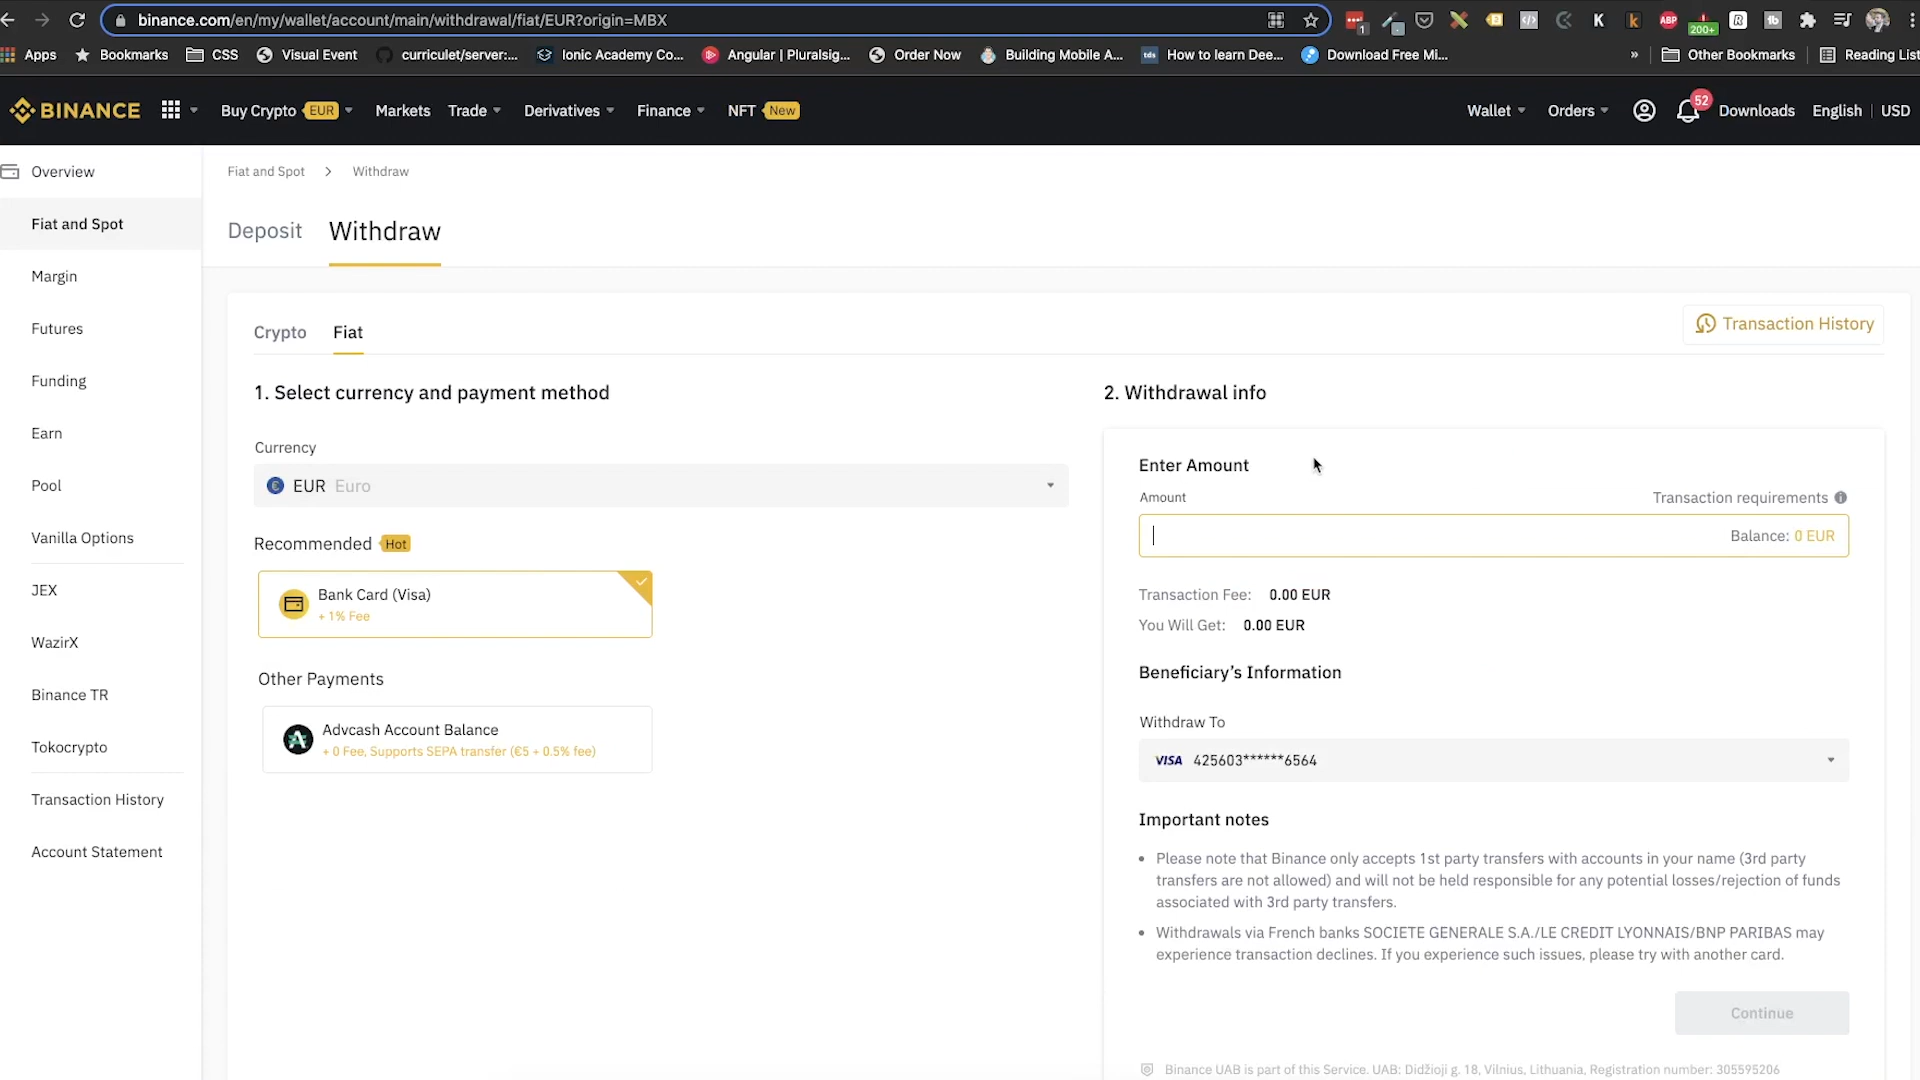 binance.com/en/my/wallet/account/main/withdrawal/fiat/EUR?origin=MBX
1
ABP
200+
Apps
Bookmarks
CSS
Visual Event
curriculet/server:...
Ionic Academy Co...
Angular | Pluralsig...
Order Now
Building Mobile A...
tds
How to learn Dee...
Download Free Mi...
»
Other Bookmarks
Reading List
BINANCE
Buy Crypto EUR
Markets
Trade
Derivatives
Finance
NFT New
Wallet
Orders
52
Downloads
English
USD
Overview
Fiat and Spot
Margin
Futures
Funding
Earn
Pool
Vanilla Options
JEX
WazirX
Binance TR
Tokocrypto
Transaction History
Account Statement
Fiat and Spot > Withdraw
Deposit
Withdraw
Crypto
Fiat
Transaction History
1. Select currency and payment method
Currency
EUR Euro
Recommended Hot
Bank Card (Visa)
+ 1% Fee
Other Payments
Advcash Account Balance
+ 0 Fee, Supports SEPA transfer (€5 + 0.5% fee)
2. Withdrawal info
Enter Amount
Amount
Transaction requirements
Balance: 0 EUR
Transaction Fee: 0.00 EUR
You Will Get: 0.00 EUR
Beneficiary's Information
Withdraw To
VISA 425603******6564
Important notes
• Please note that Binance only accepts 1st party transfers with accounts in your name (3rd party
transfers are not allowed) and will not be held responsible for any potential losses/rejection of funds
associated with 3rd party transfers.
• Withdrawals via French banks SOCIETE GENERALE S.A./LE CREDIT LYONNAIS/BNP PARIBAS may
experience transaction declines. If you experience such issues, please try with another card.
Continue
Binance UAB is part of this Service. UAB: Didžioji g. 18, Vilnius, Lithuania, Registration number: 305595206